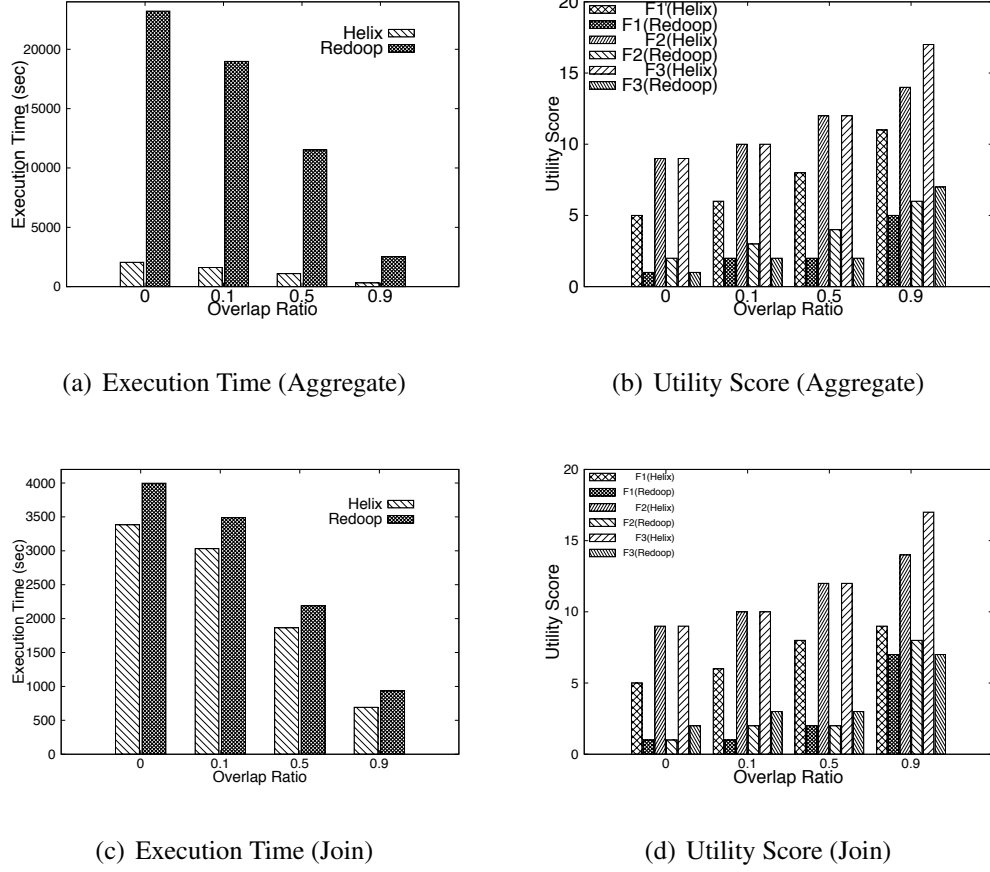 Execution Time (sec)
20000
15000
10000
5000
0
Helix
Redoop
0 0.1 0.5 0.9
Overlap Ratio
(a) Execution Time (Aggregate)
Utility Score
20
15
10
5
0
F1(Helix)
F1(Redoop)
F2(Helix)
F2(Redoop)
F3(Helix)
F3(Redoop)
0 0.1 0.5 0.9
Overlap Ratio
(b) Utility Score (Aggregate)
Execution Time (sec)
4000
3500
3000
2500
2000
1500
1000
500
0
Helix
Redoop
0 0.1 0.5 0.9
Overlap Ratio
(c) Execution Time (Join)
Utility Score
20
15
10
5
0
F1(Helix)
F1(Redoop)
F2(Helix)
F2(Redoop)
F3(Helix)
F3(Redoop)
0 0.1 0.5 0.9
Overlap Ratio
(d) Utility Score (Join)